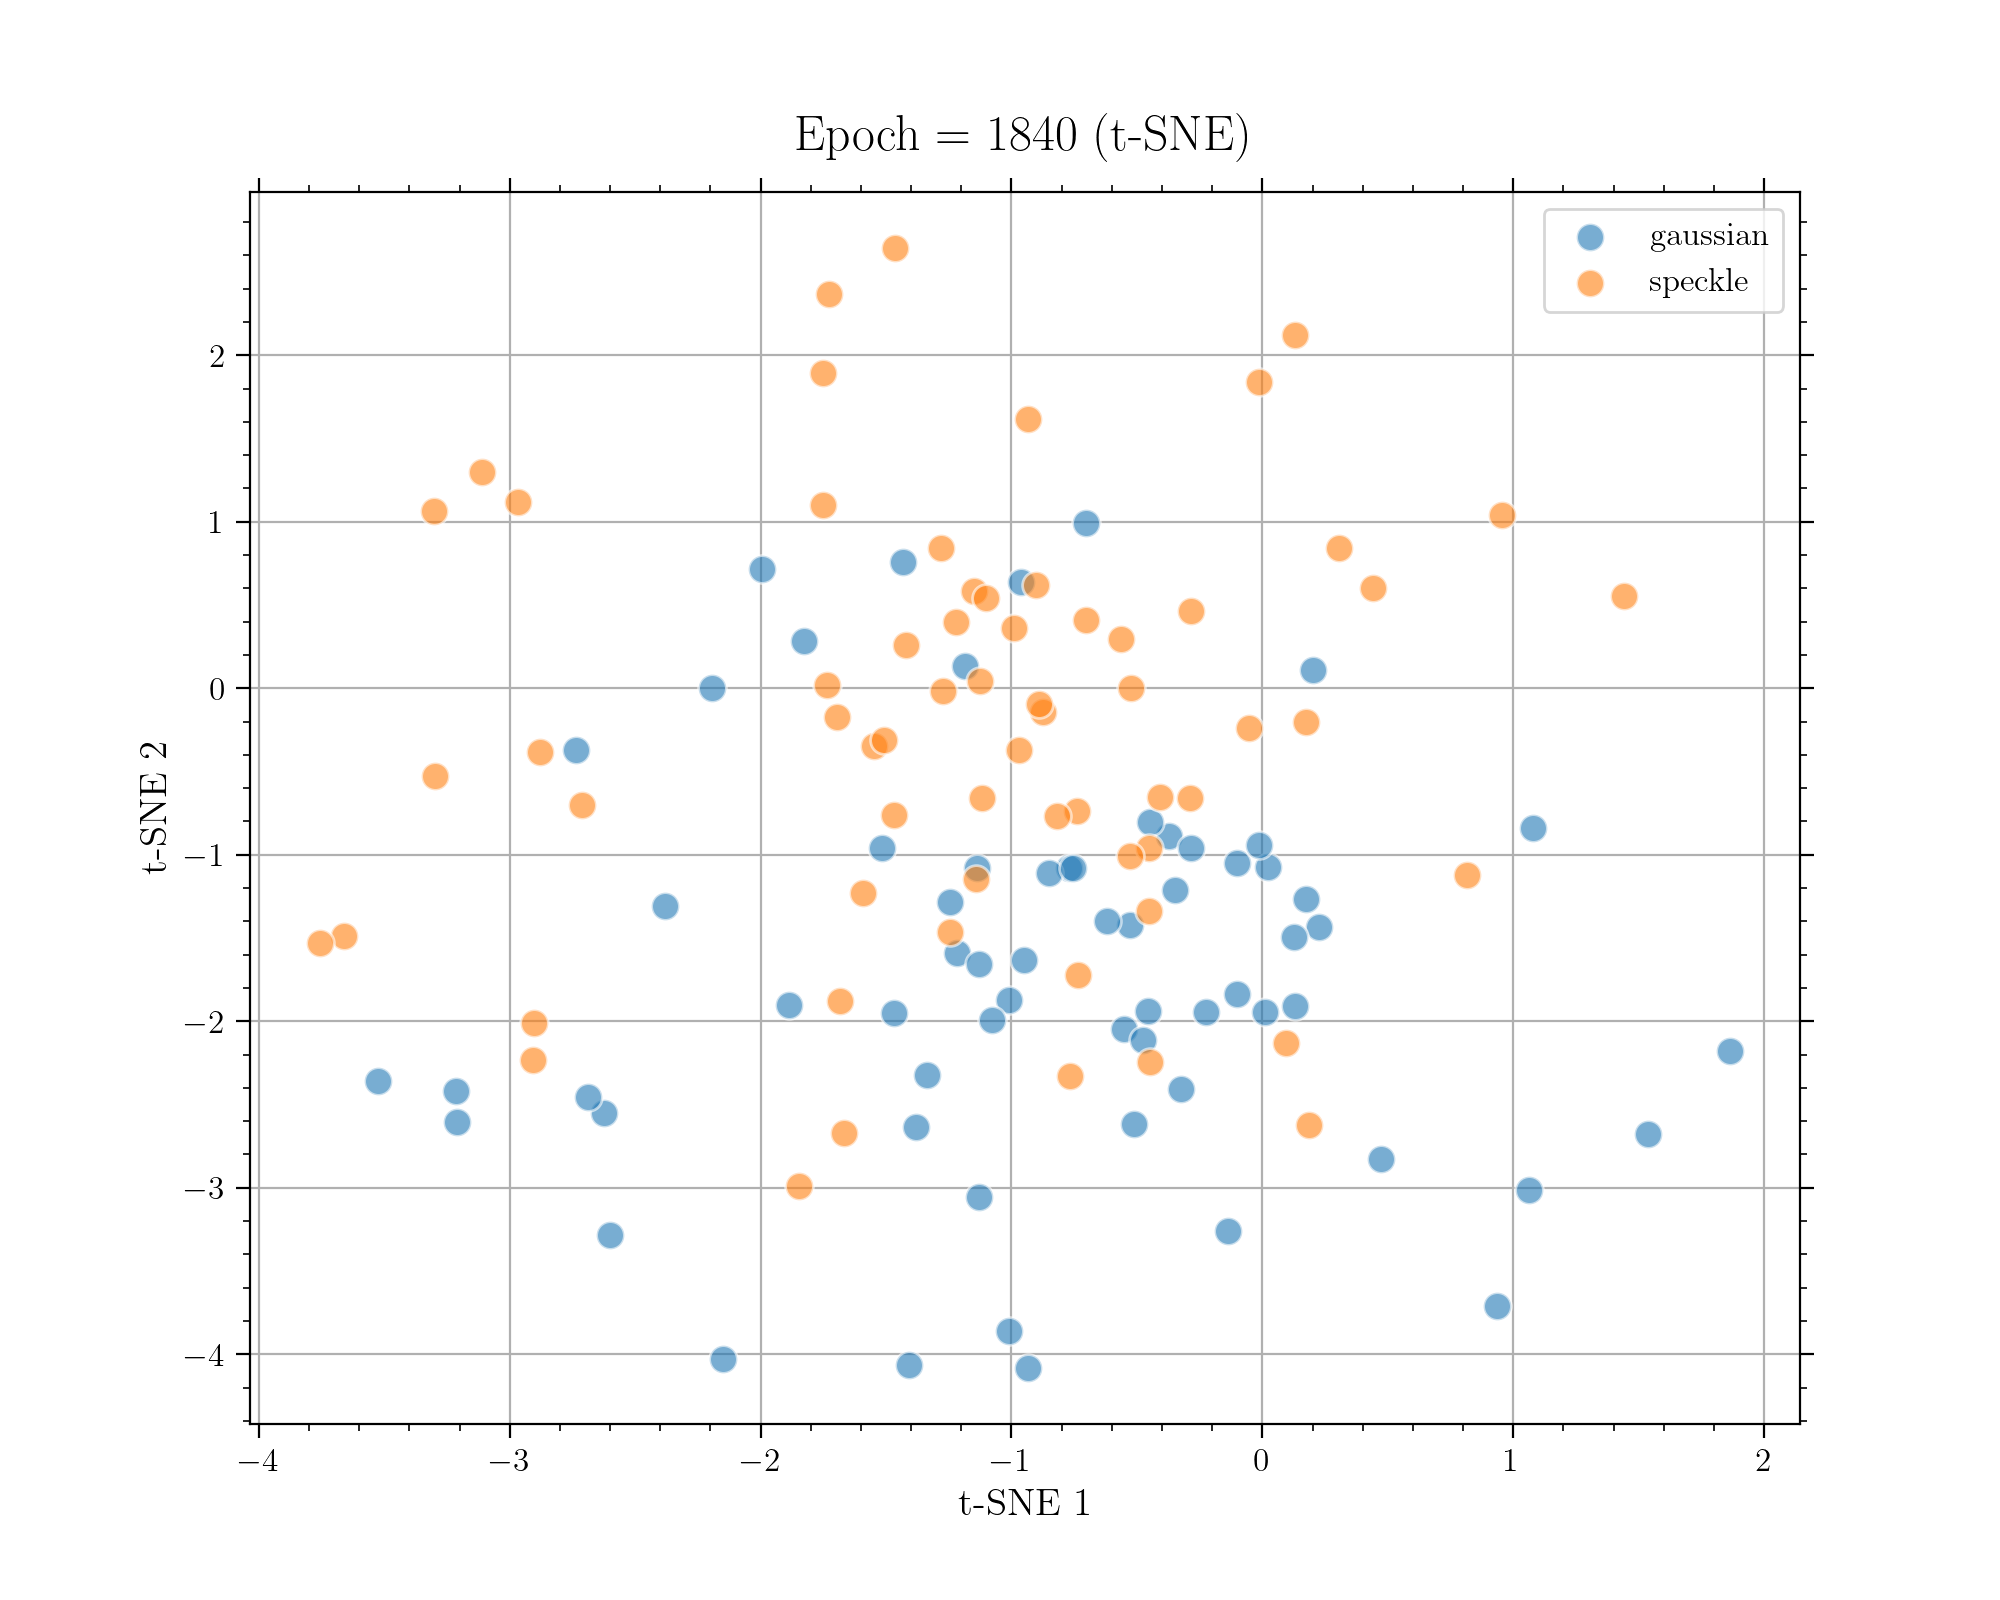 Epoch = 1840 (t-SNE)
gaussian
speckle
2
1
0
−1
−2
−3
−4
t-SNE 2
−4 −3 −2 −1 0 1 2
t-SNE 1